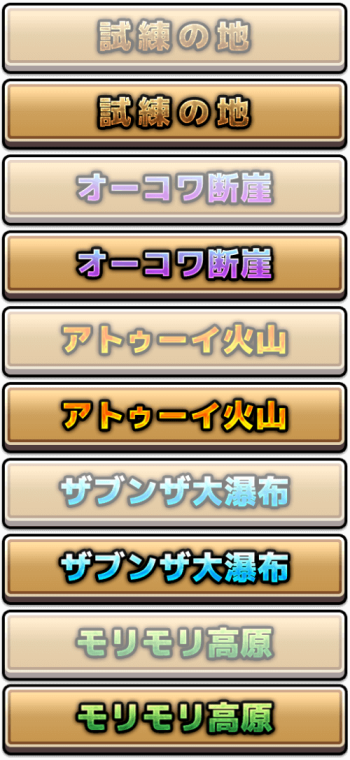 試練の地
試練の地
オーコワ断崖
オーコワ断崖
アトゥーイ火山
アトゥーイ火山
ザブンザ大瀑布
ザブンザ大瀑布
モリモリ高原
モリモリ高原